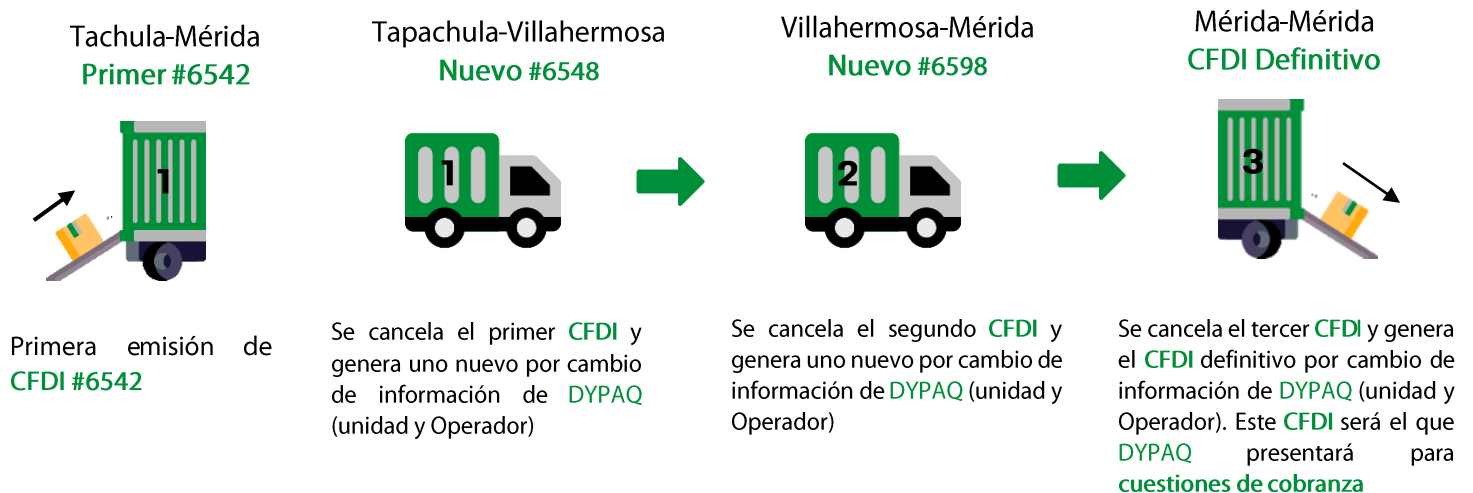 Tachula-Mérida
Primer #6542
Tapachula-Villahermosa
Nuevo #6548
Villahermosa-Mérida
Nuevo #6598
Mérida-Mérida
CFDI Definitivo
1
1
2
3
Primera emisión de
CFDI #6542
Se cancela el primer CFDI y
genera uno nuevo por cambio
de información de DYPAQ
(unidad y Operador)
Se cancela el segundo CFDI y
genera uno nuevo por cambio de
información de DYPAQ (unidad y
Operador)
Se cancela el tercer CFDI y genera
el CFDI definitivo por cambio de
información de DYPAQ (unidad y
Operador). Este CFDI será el que
DYPAQ presentará para
cuestiones de cobranza